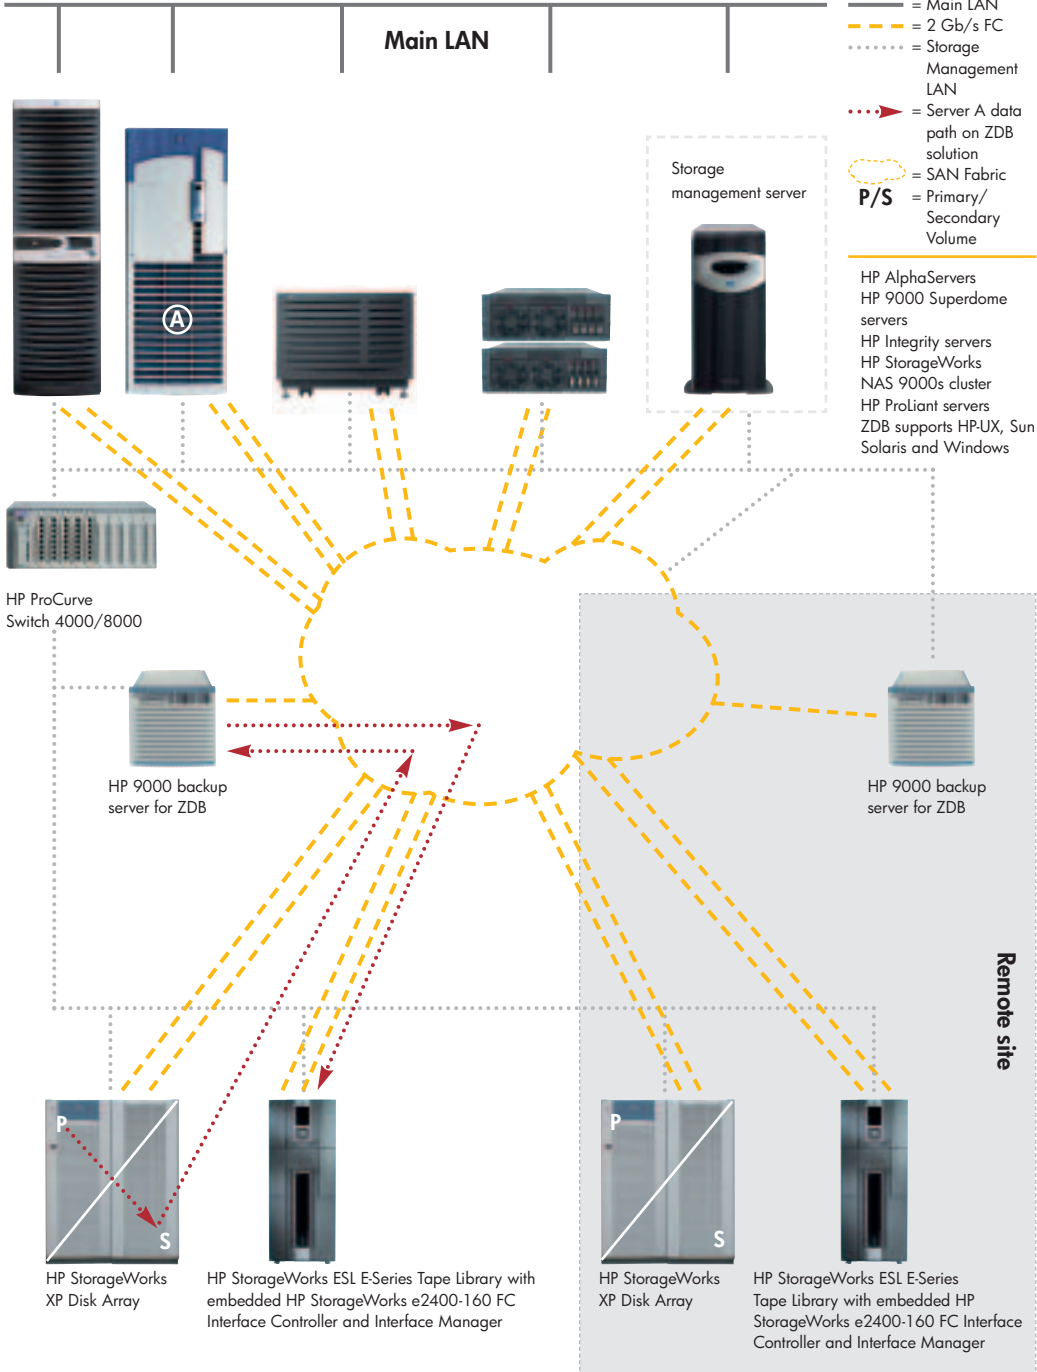 Main LAN
= Main LAN
= 2 Gb/s FC
= Storage
Management
LAN
= Server A data
path on ZDB
solution
= SAN Fabric
P/S = Primary/
Secondary
Volume
HP AlphaServers
HP 9000 Superdome
servers
HP Integrity servers
HP StorageWorks
NAS 9000s cluster
HP ProLiant servers
ZDB supports HP-UX, Sun
Solaris and Windows
Storage
management server
A
HP ProCurve
Switch 4000/8000
HP 9000 backup
server for ZDB
HP 9000 backup
server for ZDB
Remote site
P
S
P
S
HP StorageWorks
XP Disk Array
HP StorageWorks ESL E-Series Tape Library with
embedded HP StorageWorks e2400-160 FC
Interface Controller and Interface Manager
HP StorageWorks
XP Disk Array
HP StorageWorks ESL E-Series
Tape Library with embedded HP
StorageWorks e2400-160 FC Interface
Controller and Interface Manager